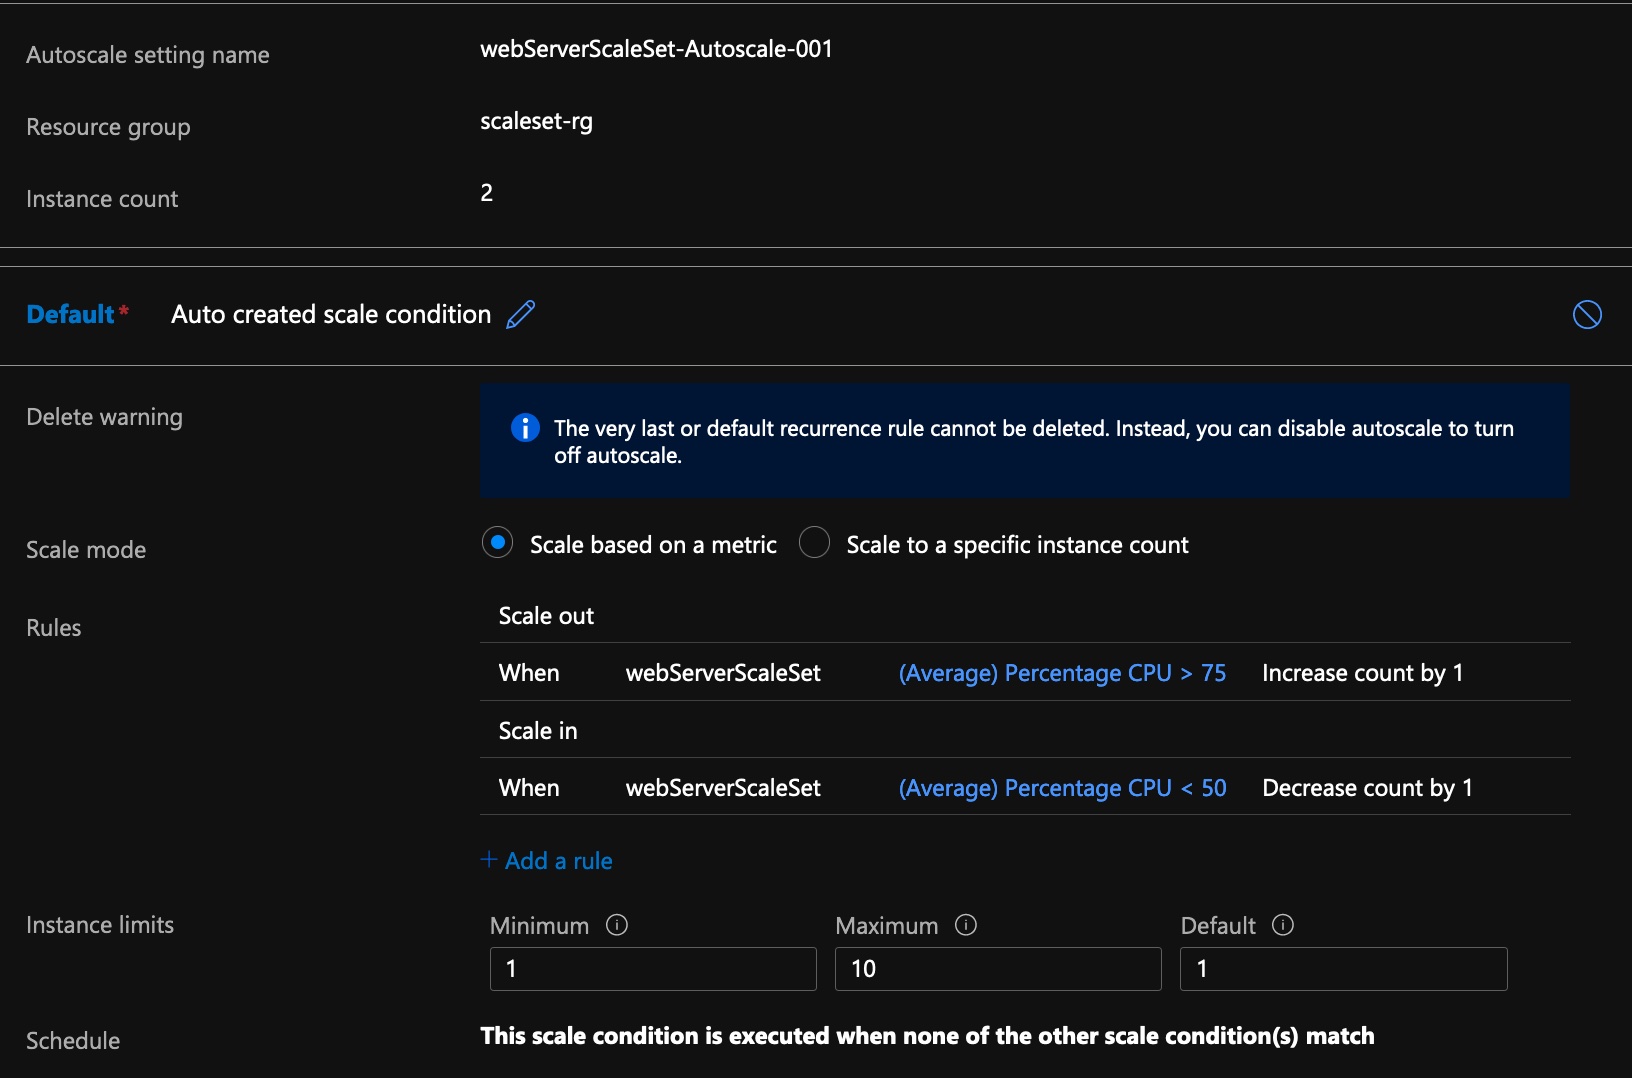 Autoscale setting name webServerScaleSet-Autoscale-001
Resource group scaleset-rg
Instance count 2
Default* Auto created scale condition
Delete warning
The very last or default recurrence rule cannot be deleted. Instead, you can disable autoscale to turn
off autoscale.
Scale mode Scale based on a metric Scale to a specific instance count
Rules
Scale out
When webServerScaleSet (Average) Percentage CPU > 75 Increase count by 1
Scale in
When webServerScaleSet (Average) Percentage CPU < 50 Decrease count by 1
+ Add a rule
Instance limits
Minimum Maximum Default
1 10 1
Schedule This scale condition is executed when none of the other scale condition(s) match